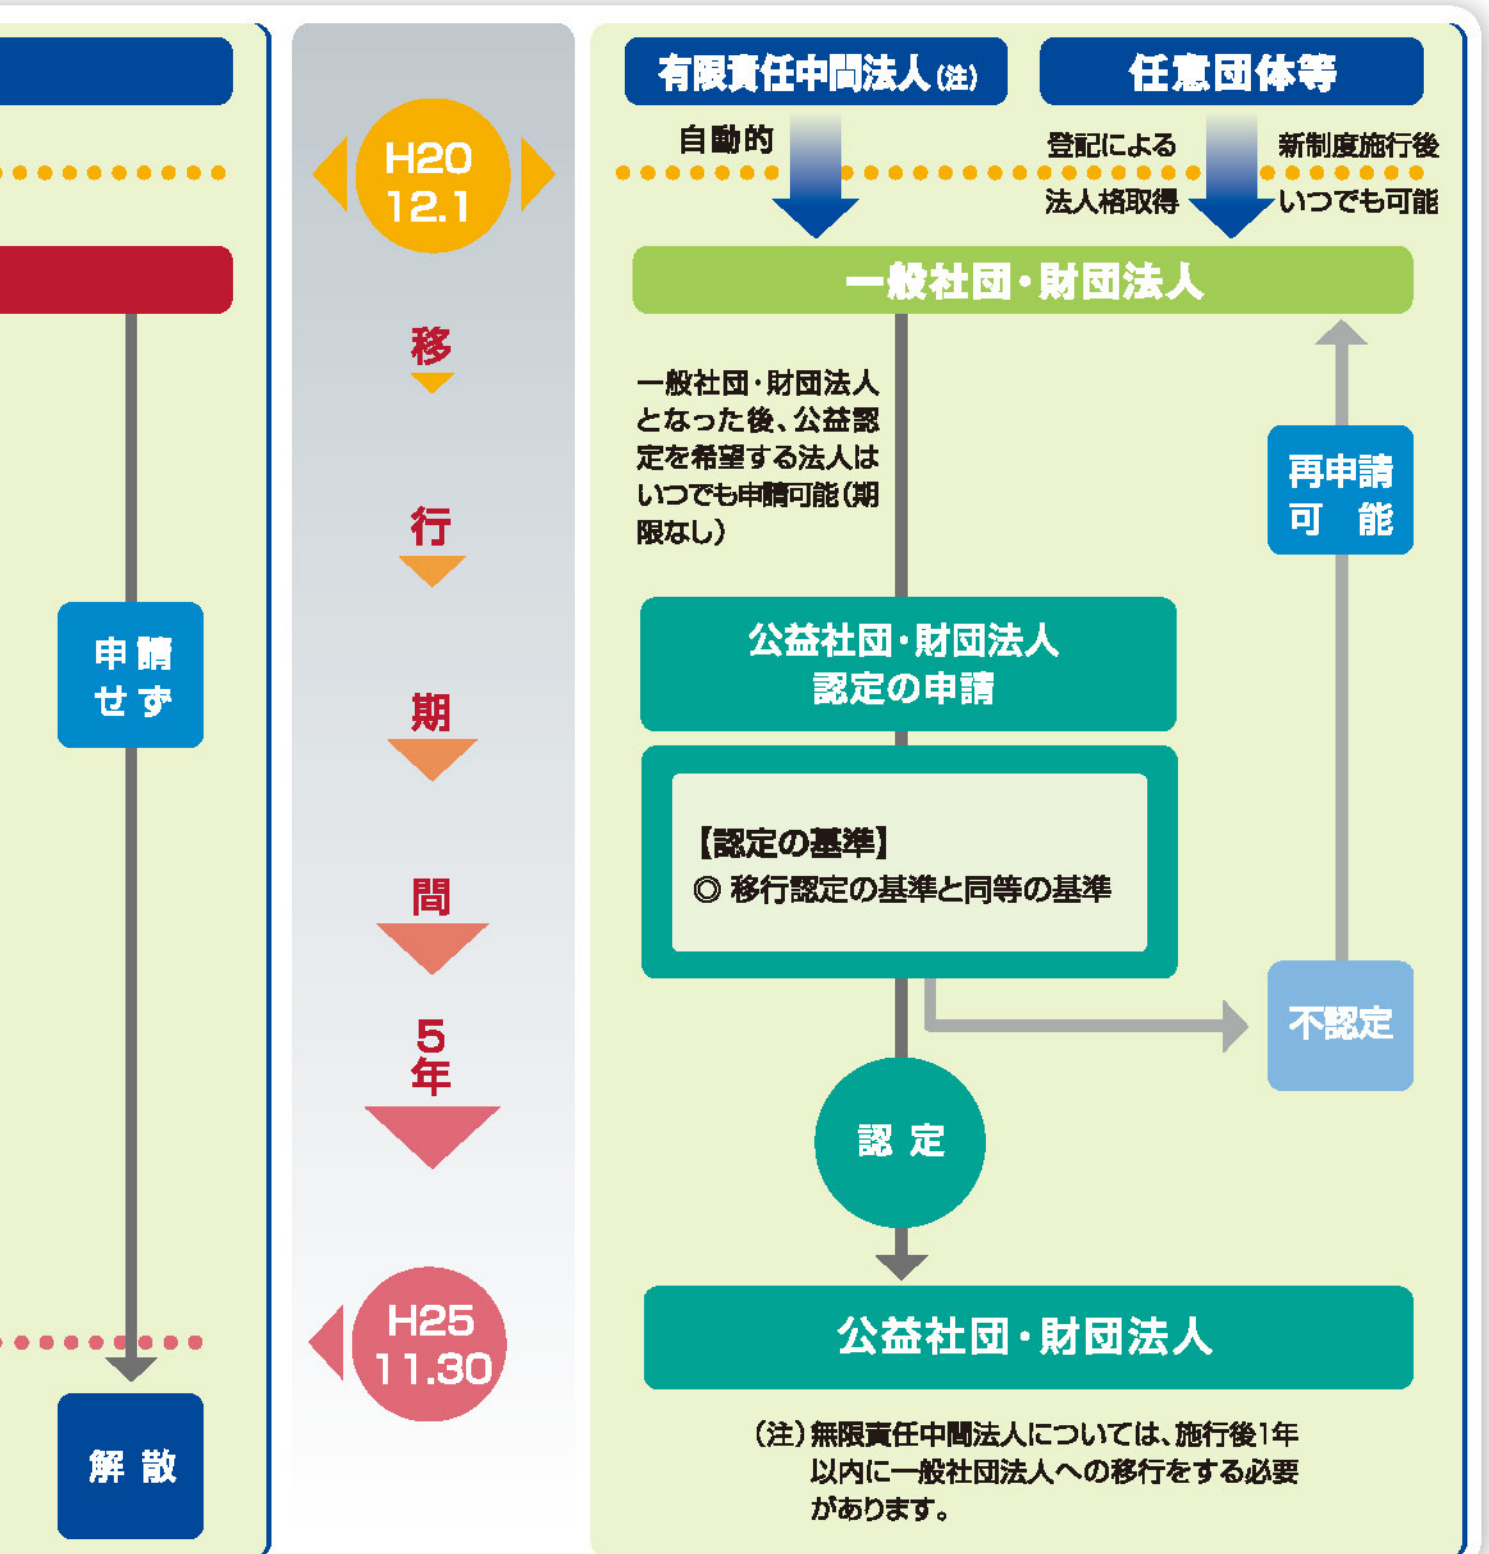 申請
せず
解散
H20
12.1
移
行
期
間
5
年
H25
11.30
有限責任中間法人(注)
任意団体等
自動的
登記による
法人格取得
新制度施行後
いつでも可能
一般社団・財団法人
一般社団・財団法人
となった後、公益認
定を希望する法人は
いつでも申請可能(期
限なし)
再申請
可 能
公益社団・財団法人
認定の申請
【認定の基準】
◎ 移行認定の基準と同等の基準
不認定
認 定
公益社団・財団法人
(注)無限責任中間法人については、施行後1年
以内に一般社団法人への移行をする必要
があります。